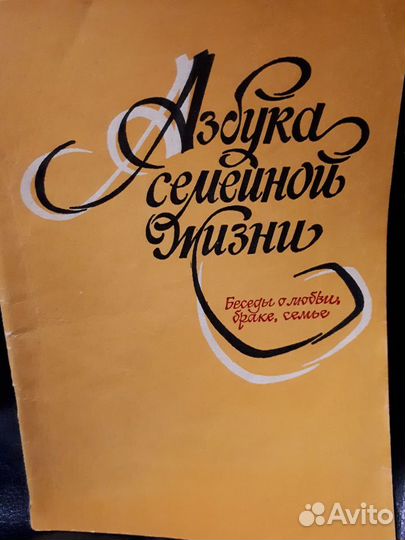 Азбука
семейной
жизни
Беседы о любви,
браке, семье
Avito